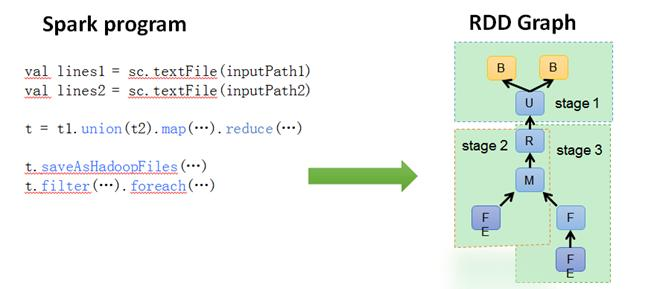 Spark program
RDD Graph
val lines1 = sc.textFile(inputPath1)
val lines2 = sc.textFile(inputPath2)
t = t1.union(t2).map(…).reduce(…)
t.saveAsHadoopFiles(…)
t.filter(…).foreach(…)
B
B
U
stage 1
R
stage 2
stage 3
M
F
E
F
F
E